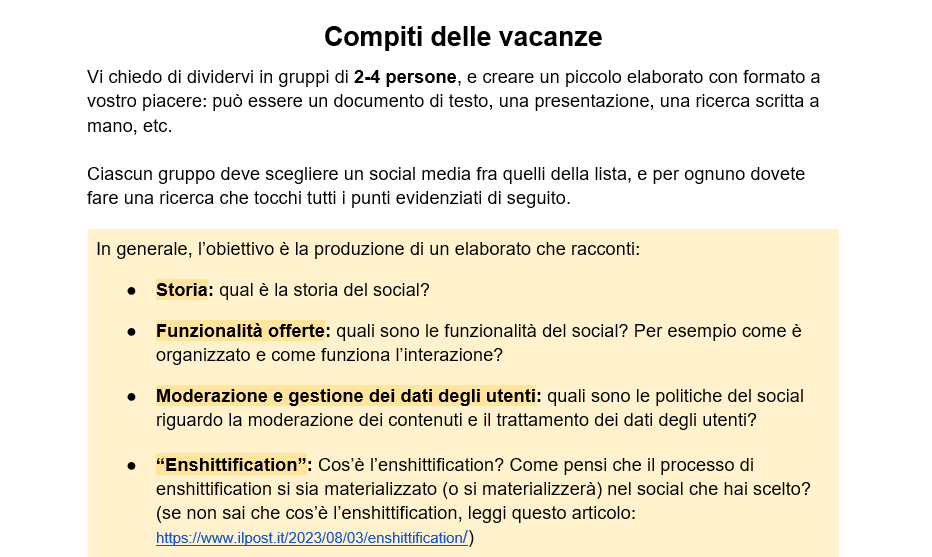 Compiti delle vacanze
Vi chiedo di dividervi in gruppi di 2-4 persone, e creare un piccolo elaborato con formato a
vostro piacere: può essere un documento di testo, una presentazione, una ricerca scritta a
mano, etc.
Ciascun gruppo deve scegliere un social media fra quelli della lista, e per ognuno dovete
fare una ricerca che tocchi tutti i punti evidenziati di seguito.
In generale, l’obiettivo è la produzione di un elaborato che racconti:
● Storia: qual è la storia del social?
● Funzionalità offerte: quali sono le funzionalità del social? Per esempio come è
organizzato e come funziona l’interazione?
● Moderazione e gestione dei dati degli utenti: quali sono le politiche del social
riguardo la moderazione dei contenuti e il trattamento dei dati degli utenti?
● “Enshittification”: Cos’è l’enshittification? Come pensi che il processo di
enshittification si sia materializzato (o si materializzerà) nel social che hai scelto?
(se non sai che cos’è l’enshittification, leggi questo articolo:
https://www.ilpost.it/2023/08/03/enshittification/)